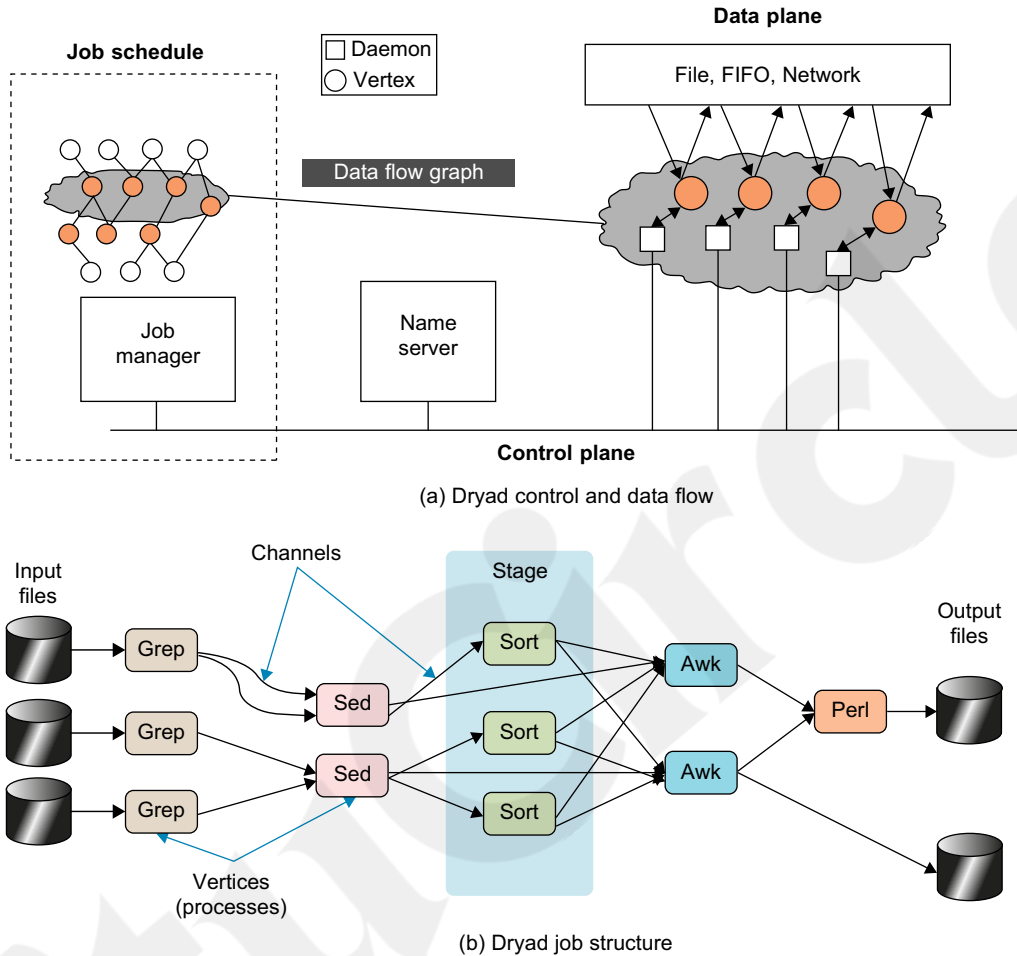 Data plane
Job schedule
Daemon
Vertex
File, FIFO, Network
Data flow graph
Job
manager
Name
server
Control plane
(a) Dryad control and data flow
Channels
Input
files
Stage
Output
files
Grep
Sort
Sed
Awk
Perl
Grep
Sort
Sed
Awk
Grep
Sort
Vertices
(processes)
(b) Dryad job structure